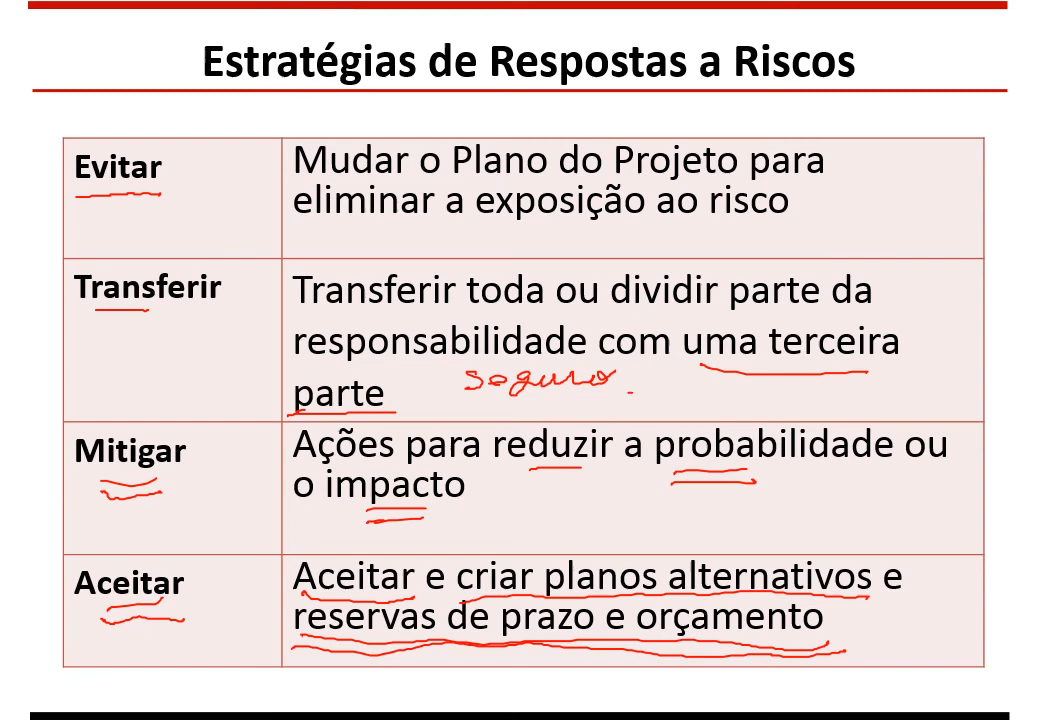 Estratégias de Respostas a Riscos
Evitar
Mudar o Plano do Projeto para
eliminar a exposição ao risco
Transferir
Transferir toda ou dividir parte da
responsabilidade com uma terceira
parte
seguro.
Mitigar
Ações para reduzir a probabilidade ou
o impacto
Aceitar
Aceitar e criar planos alternativos e
reservas de prazo e orçamento